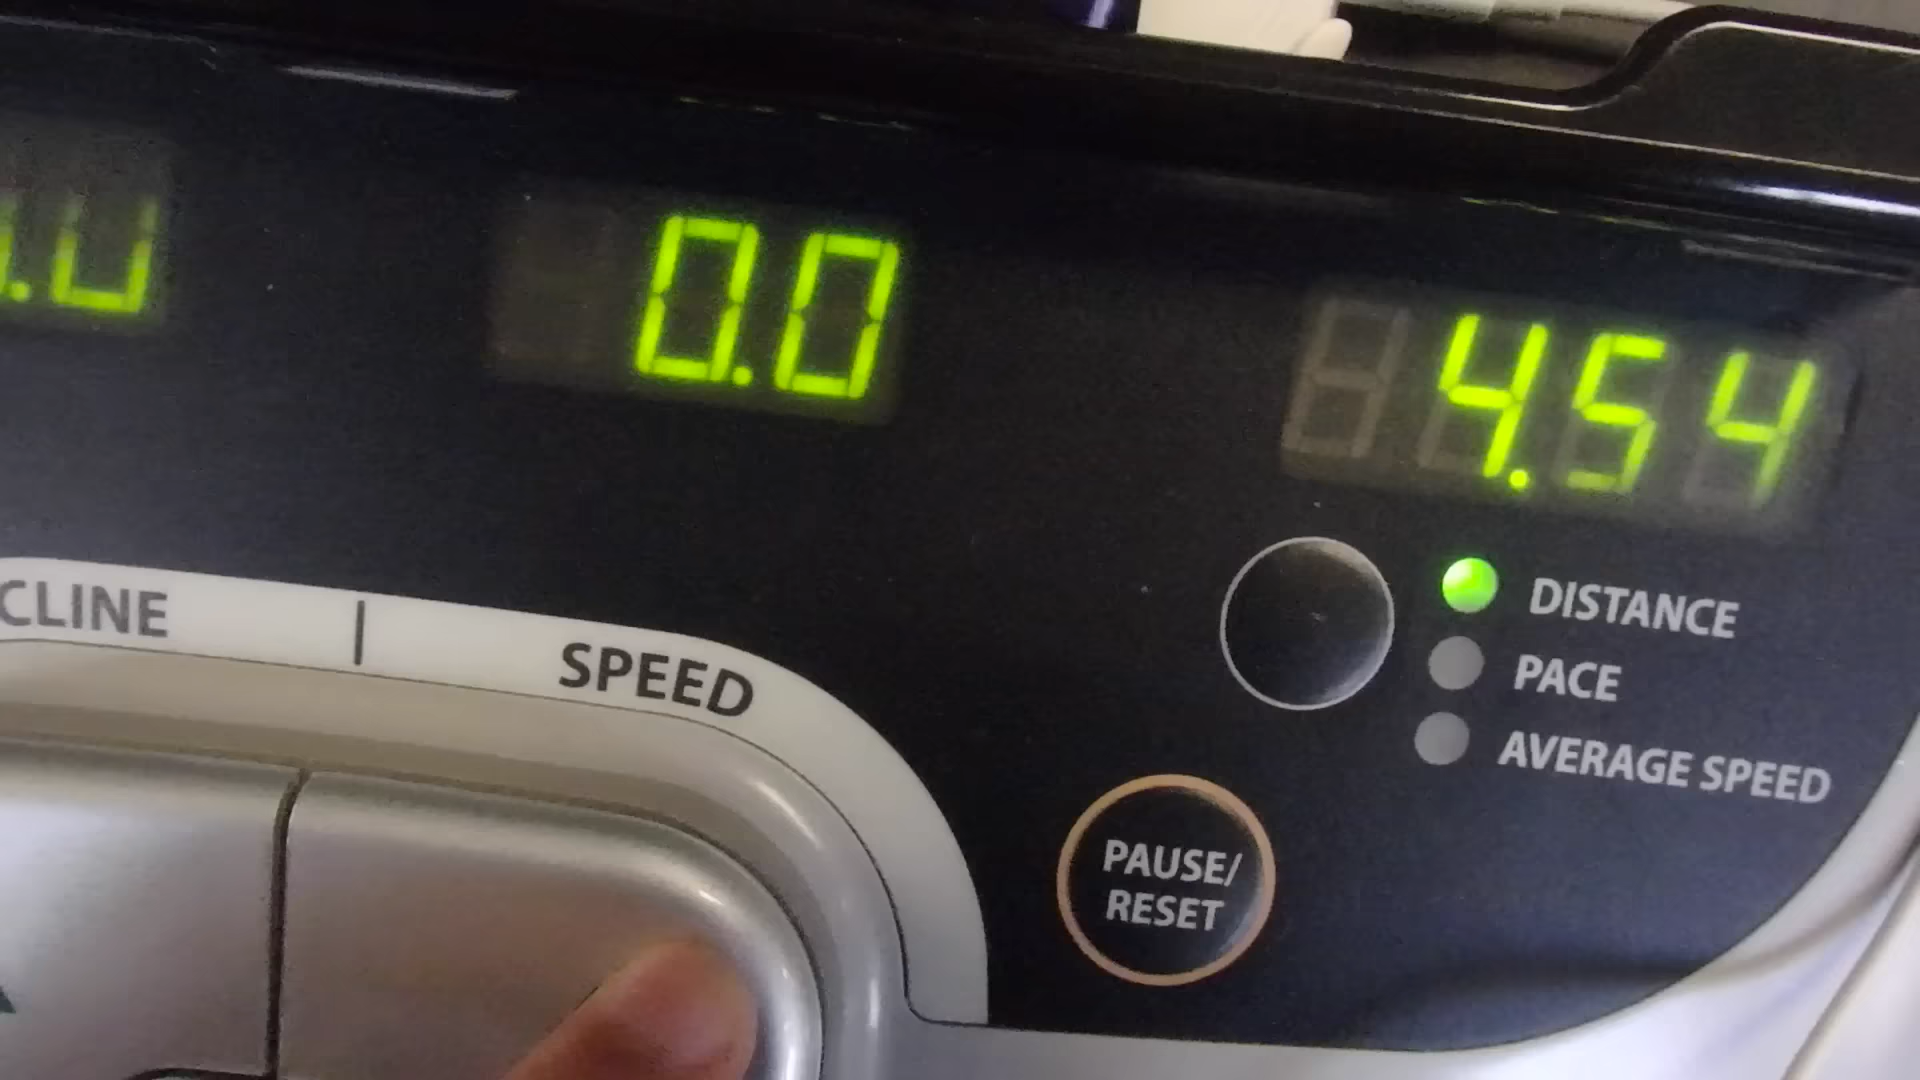 0.0
4.54
CLINE | SPEED
DISTANCE
PACE
AVERAGE SPEED
PAUSE/
RESET